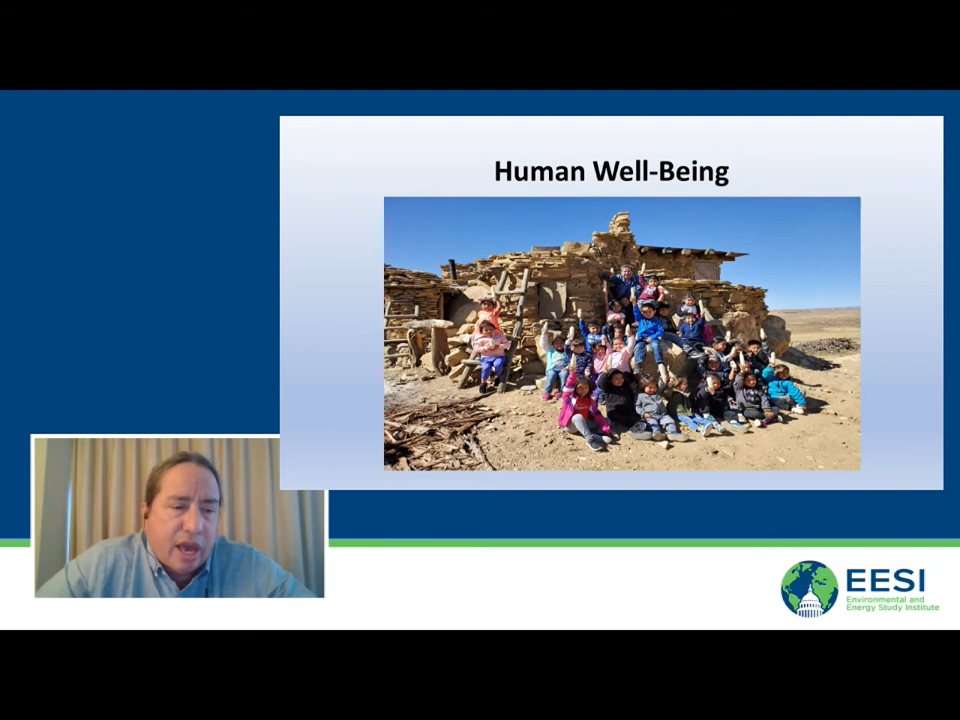 Human Well-Being
EESI
Environmental and
Energy Study Institute